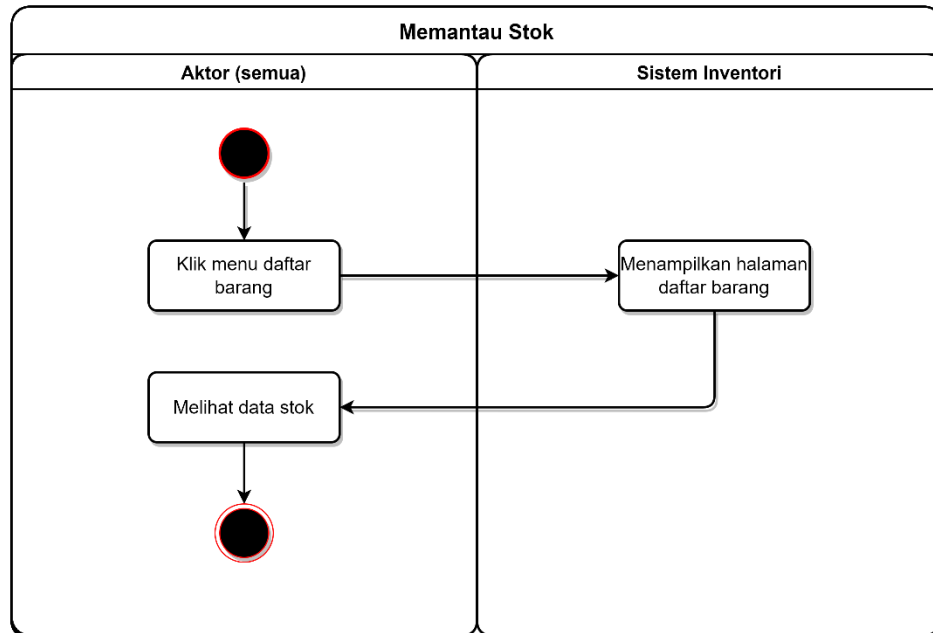 Memantau Stok
Aktor (semua)
Sistem Inventori
Klik menu daftar
barang
Menampilkan halaman
daftar barang
Melihat data stok